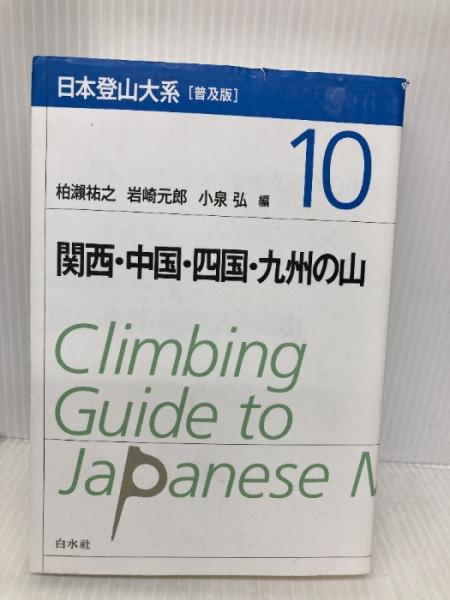 日本登山大系［普及版］
10
柏瀬祐之 岩崎元郎 小泉 弘 編
関西・中国・四国・九州の山
Climbing
Guide to
Japanese M
白水社